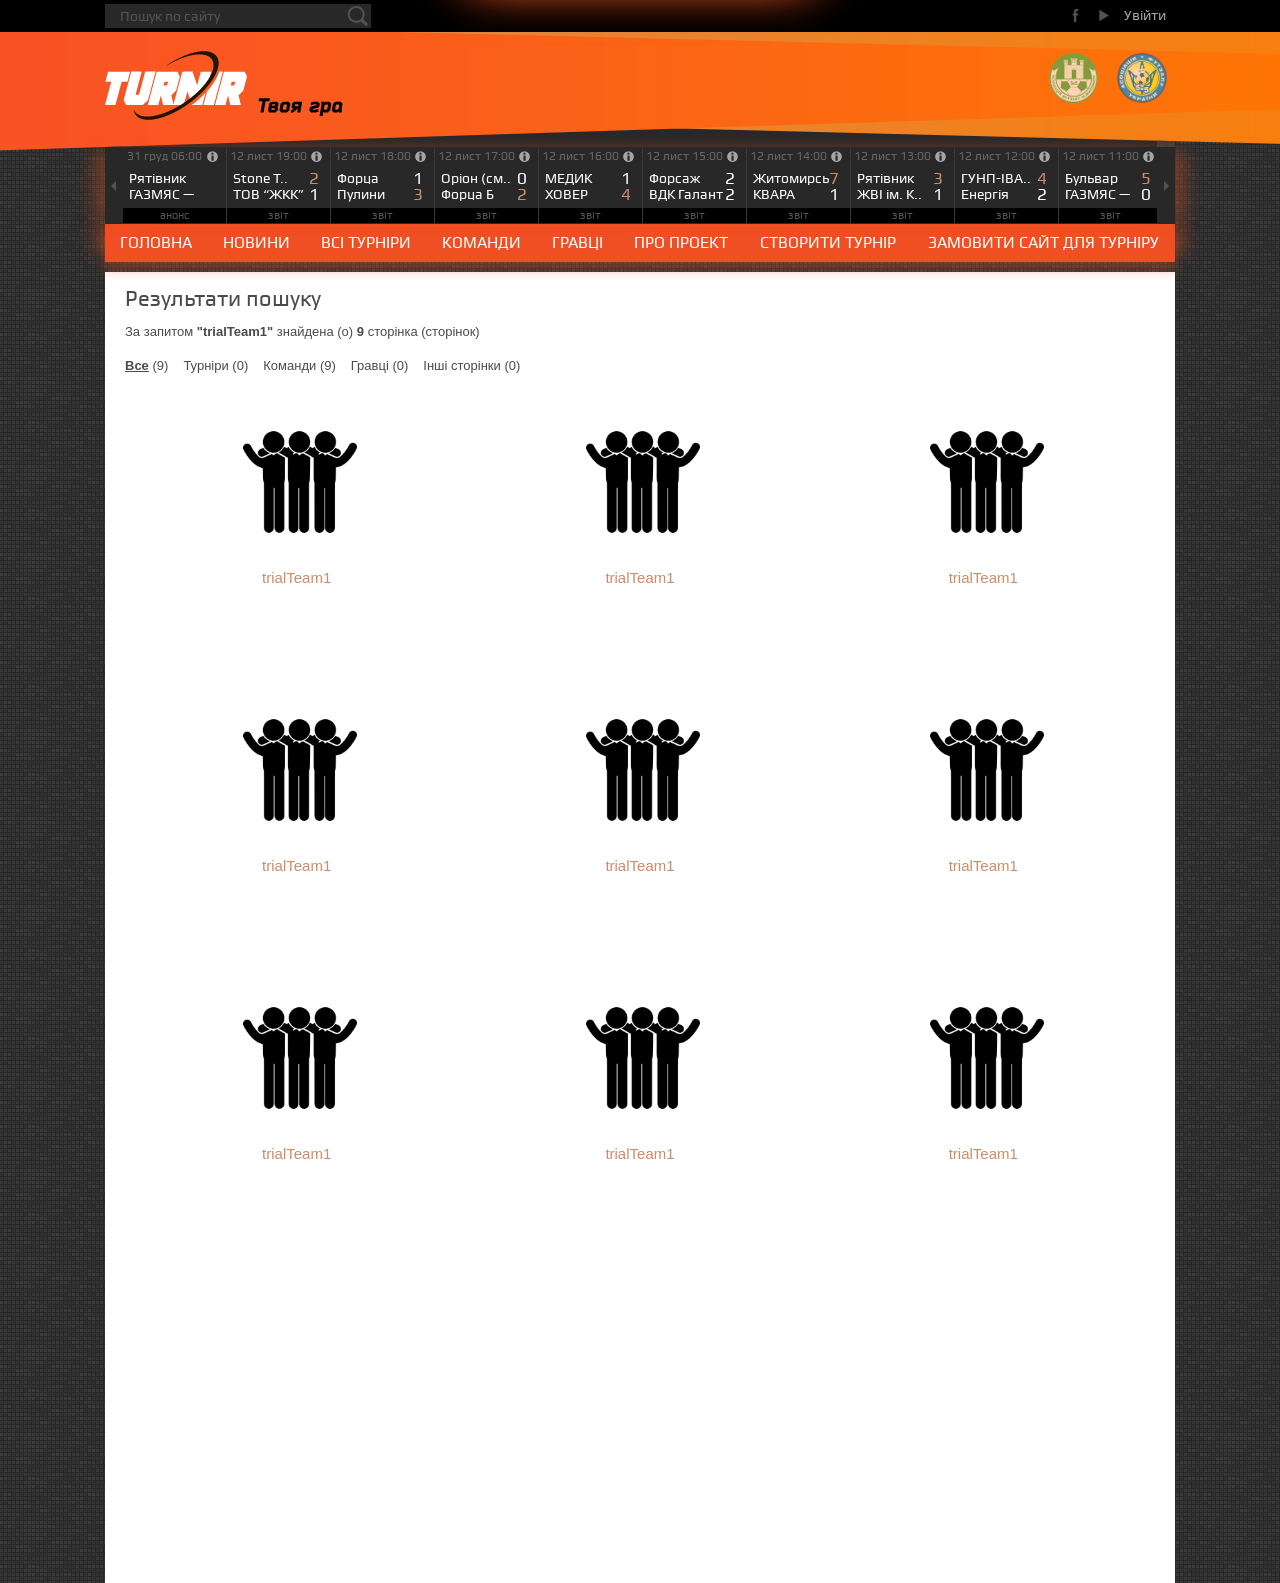 Пошук по сайту
Увійти
TURNIR
Твоя гра
31 груд 06:00
Рятівник
ГАЗМЯС —
анонс
12 лист 19:00
Stone T.. 2
ТОВ “ЖКК” 1
звіт
12 лист 18:00
Форца 1
Пулини 3
звіт
12 лист 17:00
Оріон (см.. 0
Форца Б 2
звіт
12 лист 16:00
МЕДИК 1
ХОВЕР 4
звіт
12 лист 15:00
Форсаж 2
ВДК Галант 2
звіт
12 лист 14:00
Житомирсь 7
КВАРА 1
звіт
12 лист 13:00
Рятівник 3
ЖВІ ім. К.. 1
звіт
12 лист 12:00
ГУНП-ІВА.. 4
Енергія 2
звіт
12 лист 11:00
Бульвар 5
ГАЗМЯС — 0
звіт
ГОЛОВНА НОВИНИ ВСІ ТУРНІРИ КОМАНДИ ГРАВЦІ ПРО ПРОЕКТ СТВОРИТИ ТУРНІР ЗАМОВИТИ САЙТ ДЛЯ ТУРНІРУ
Результати пошуку
За запитом "trialTeam1" знайдена (о) 9 сторінка (сторінок)
Все (9) Турніри (0) Команди (9) Гравці (0) Інші сторінки (0)
trialTeam1 trialTeam1 trialTeam1
trialTeam1 trialTeam1 trialTeam1
trialTeam1 trialTeam1 trialTeam1